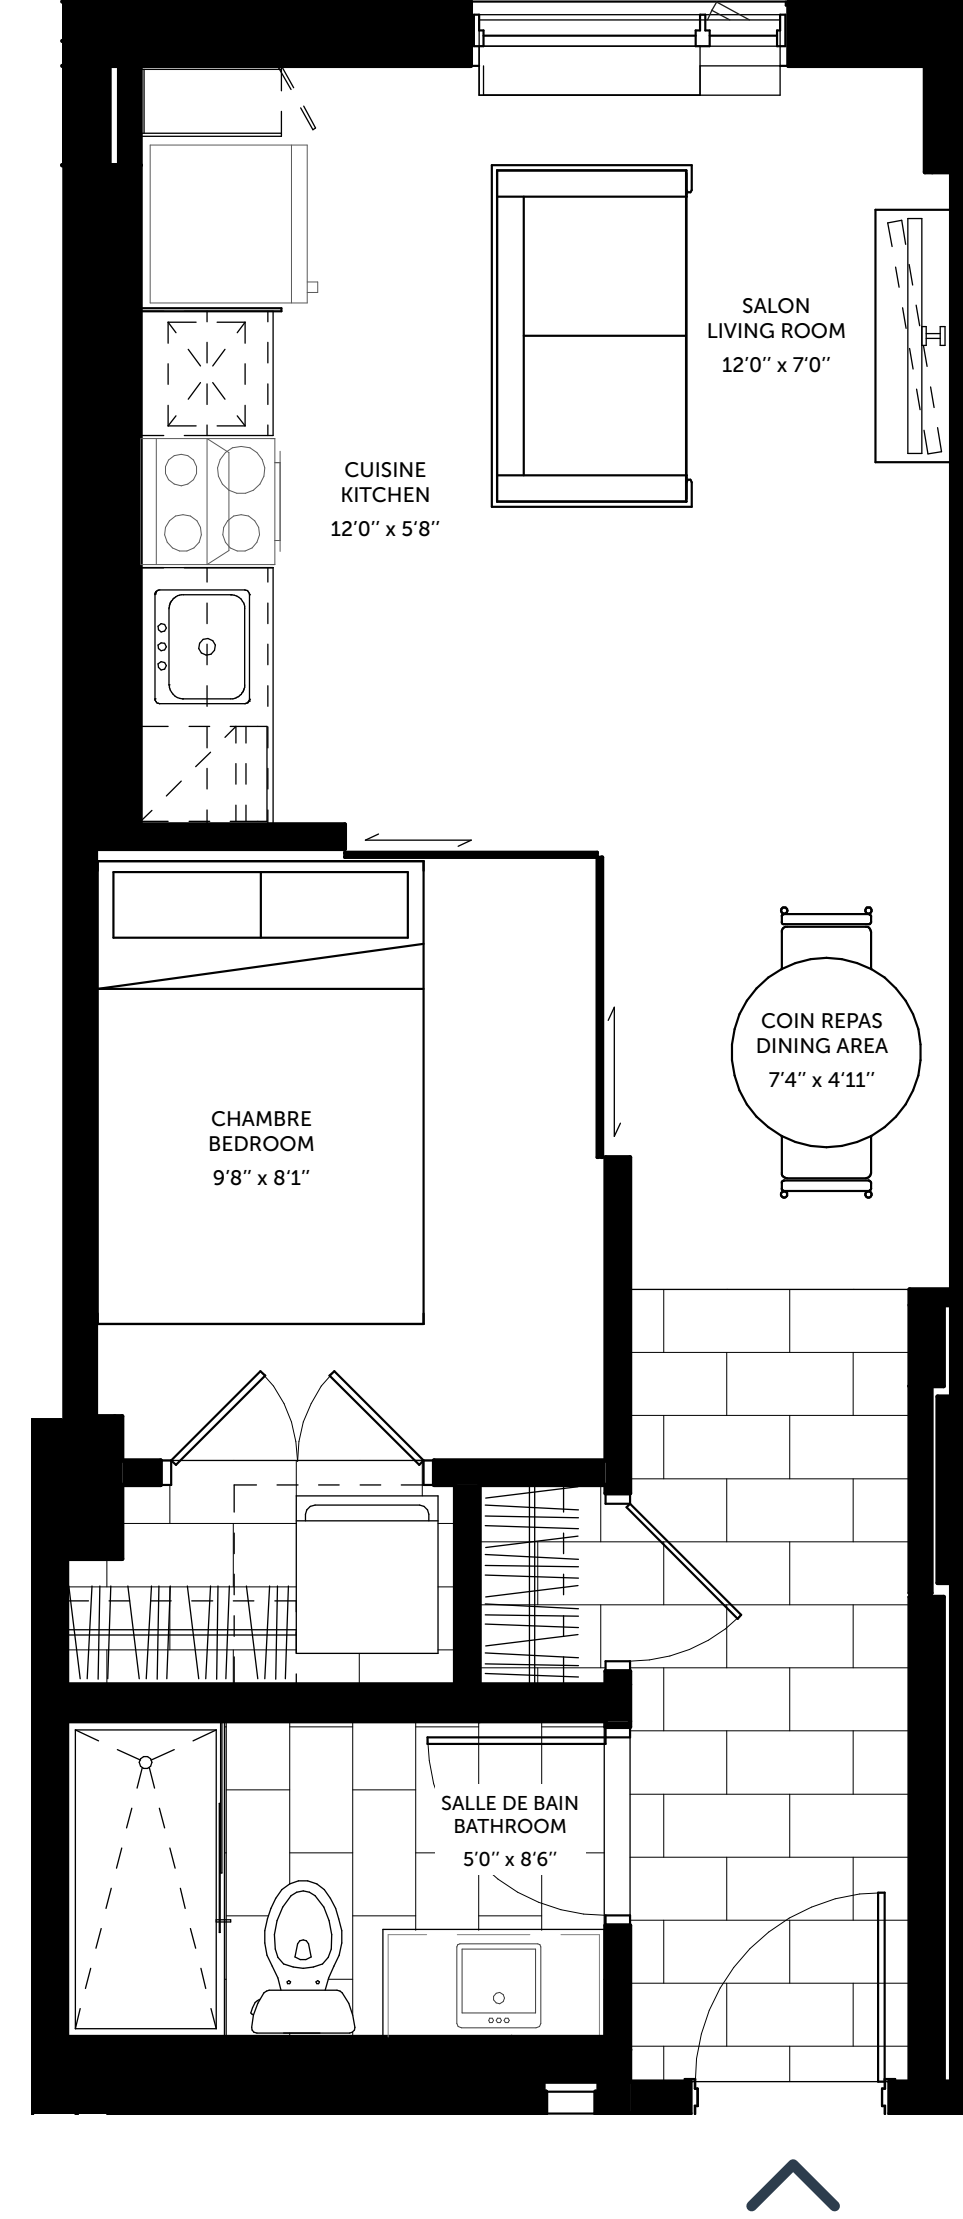 SALON
LIVING ROOM
12'0'' x 7'0''
CUISINE
KITCHEN
12'0'' x 5'8''
COIN REPAS
DINING AREA
7'4'' x 4'11''
CHAMBRE
BEDROOM
9'8'' x 8'1''
SALLE DE BAIN
BATHROOM
5'0'' x 8'6''